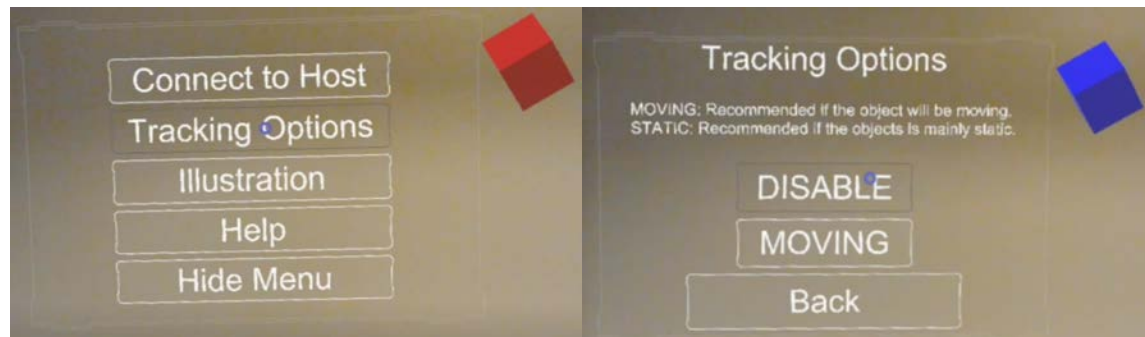 Connect to Host
Tracking Options
Illustration
Help
Hide Menu
Tracking Options
MOVING: Recommended if the object will be moving.
STATIC: Recommended if the objects is mainly static.
DISABLE
MOVING
Back